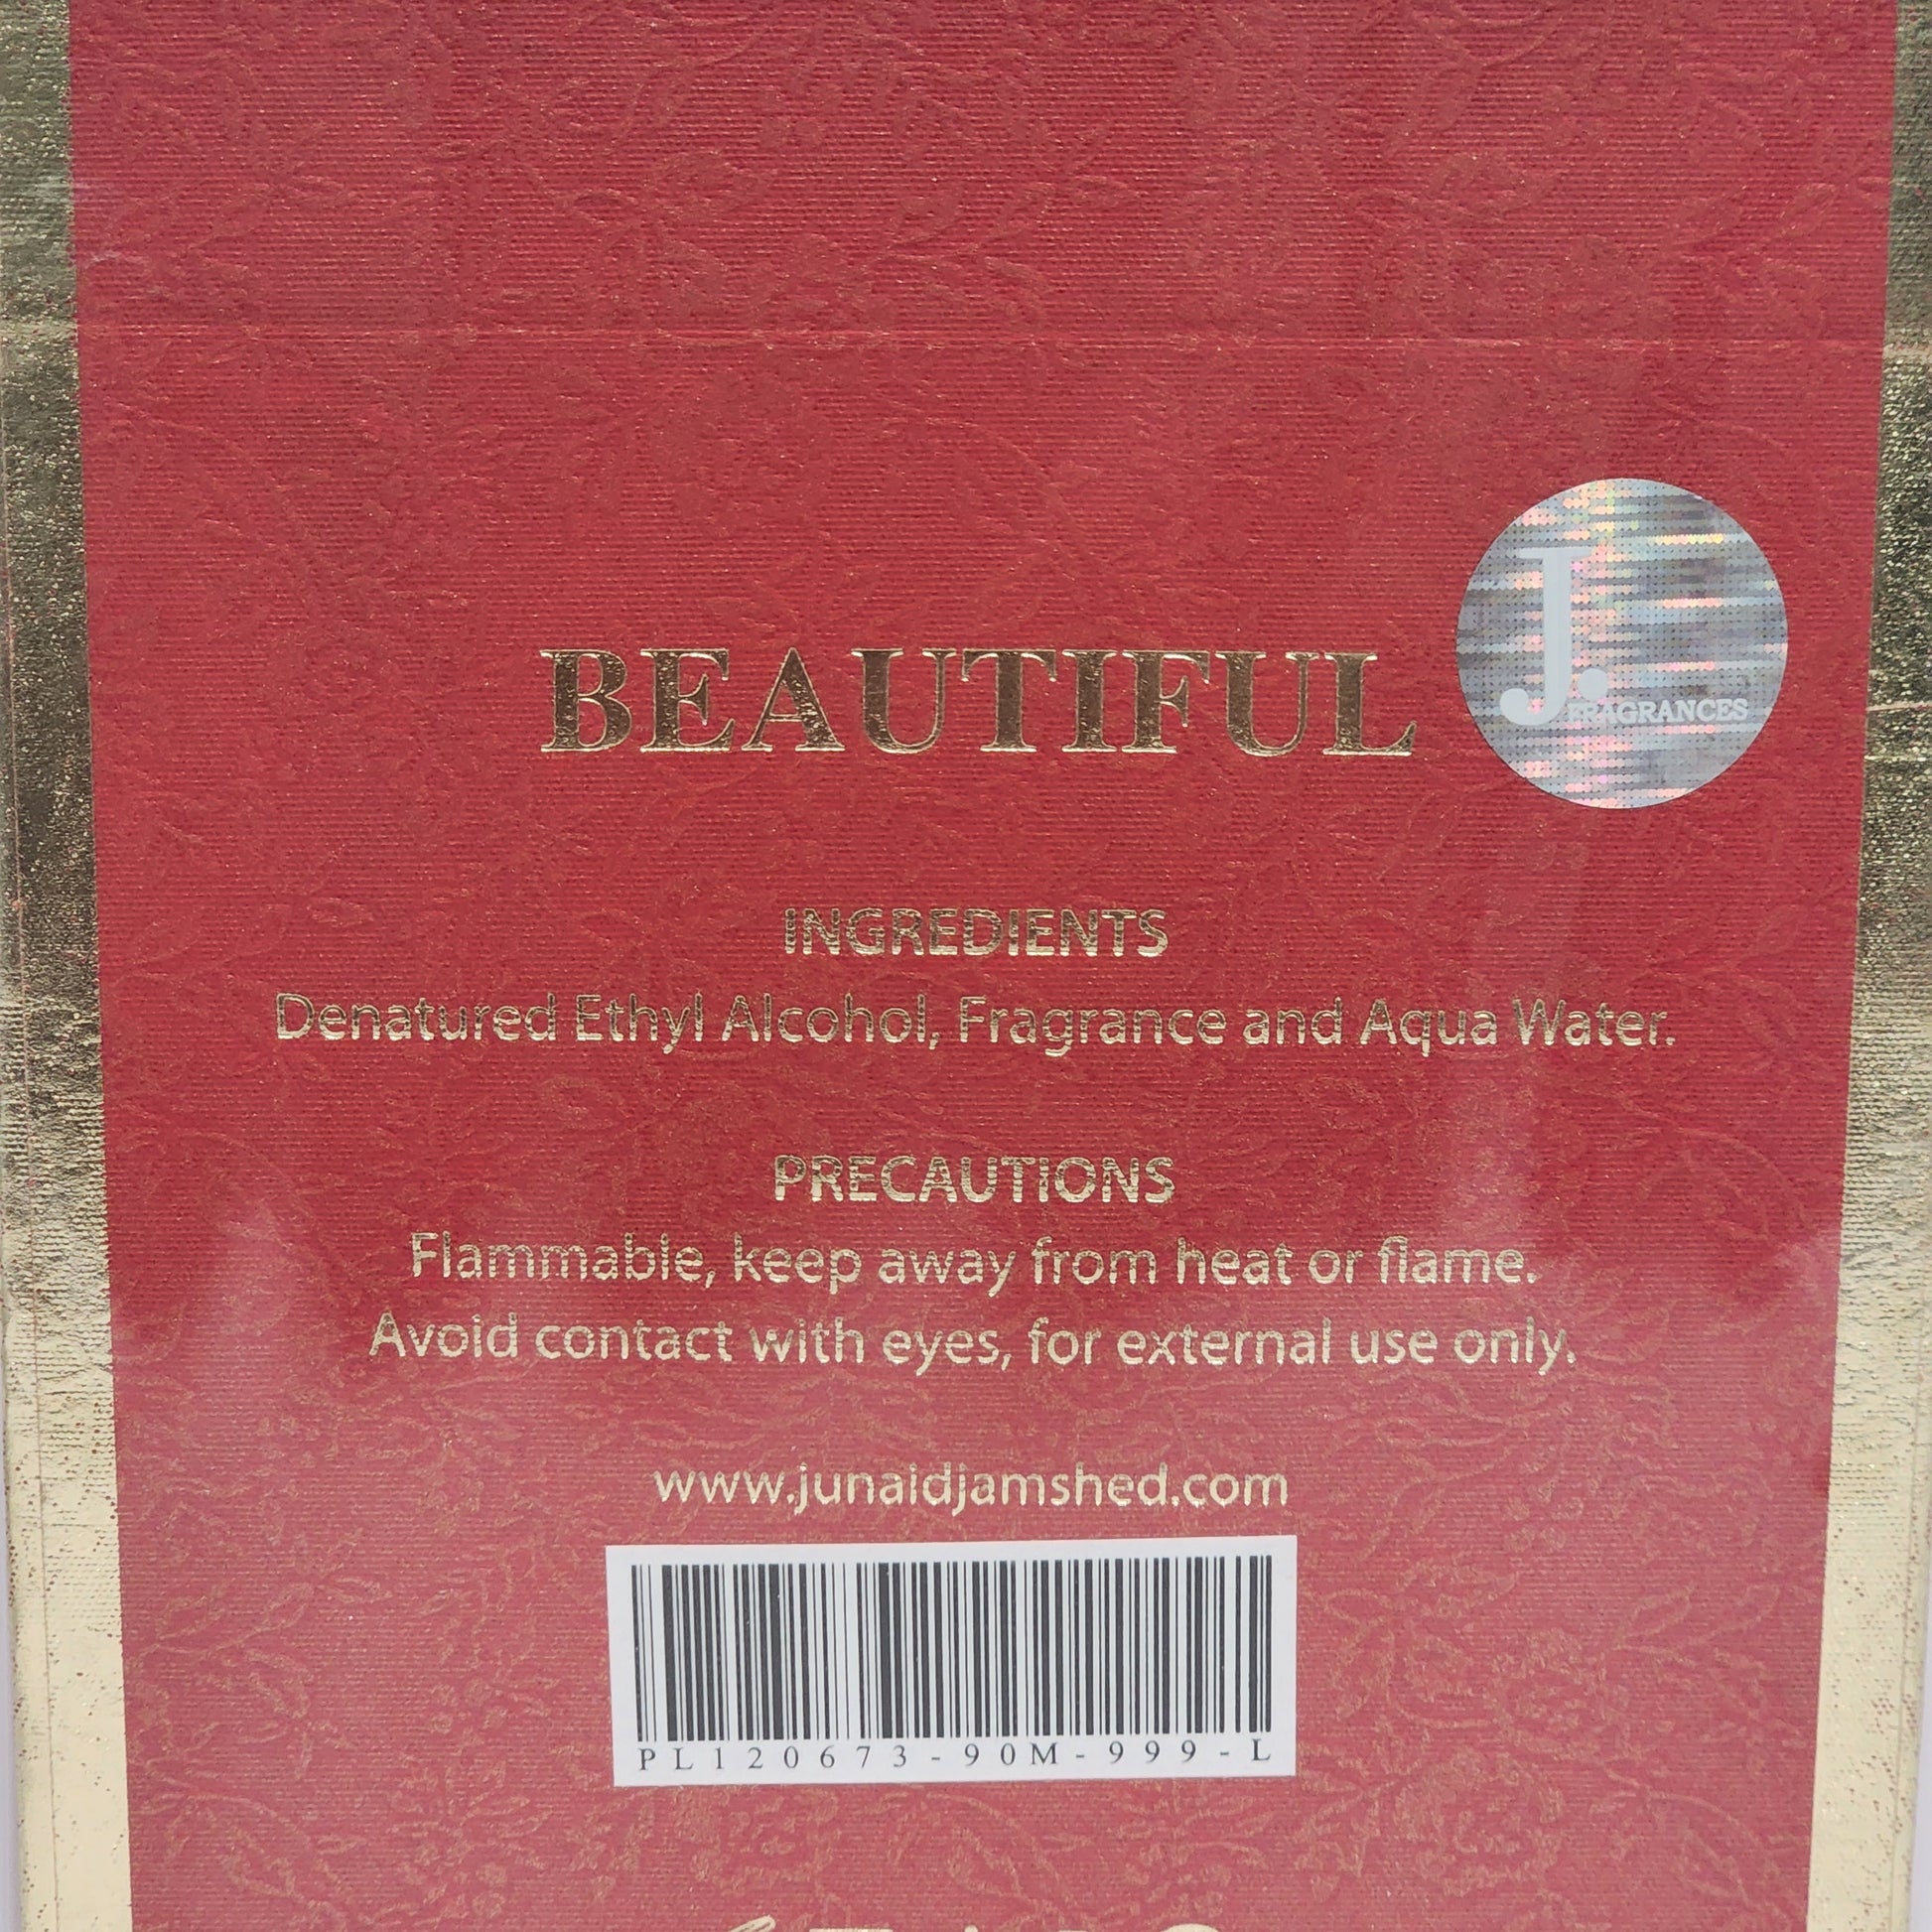 BEAUTIFUL
J.
FRAGRANCES
INGREDIENTS
Denatured Ethyl Alcohol, Fragrance and Aqua Water.
PRECAUTIONS
Flammable, keep away from heat or flame.
Avoid contact with eyes, for external use only.
www.junaidjamshed.com
PL120673-90M-999-L